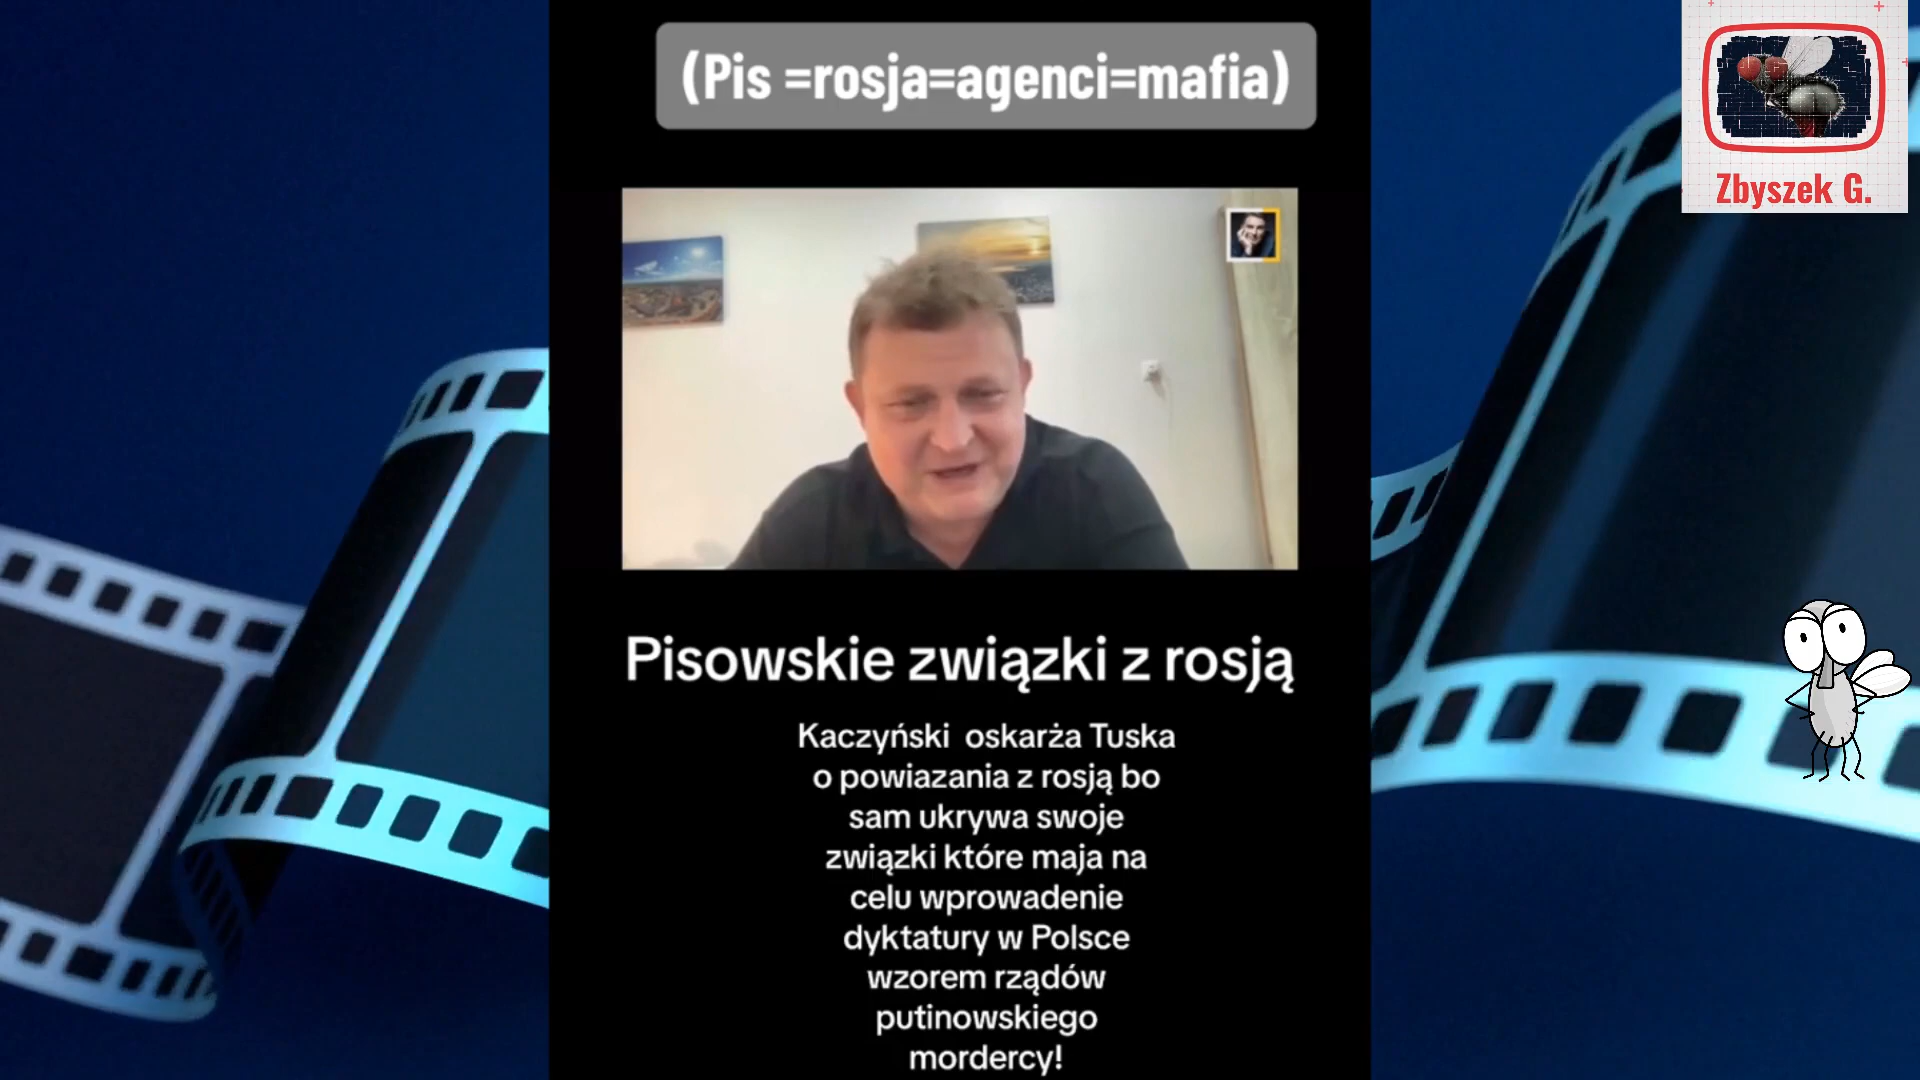 (Pis =rosja=agenci=mafia)
Zbyszek G.
Pisowskie związki z rosją
Kaczyński  oskarża Tuska
o powiazania z rosją bo
sam ukrywa swoje
związki które maja na
celu wprowadenie
dyktatury w Polsce
wzorem rządów
putinowskiego
mordercy!